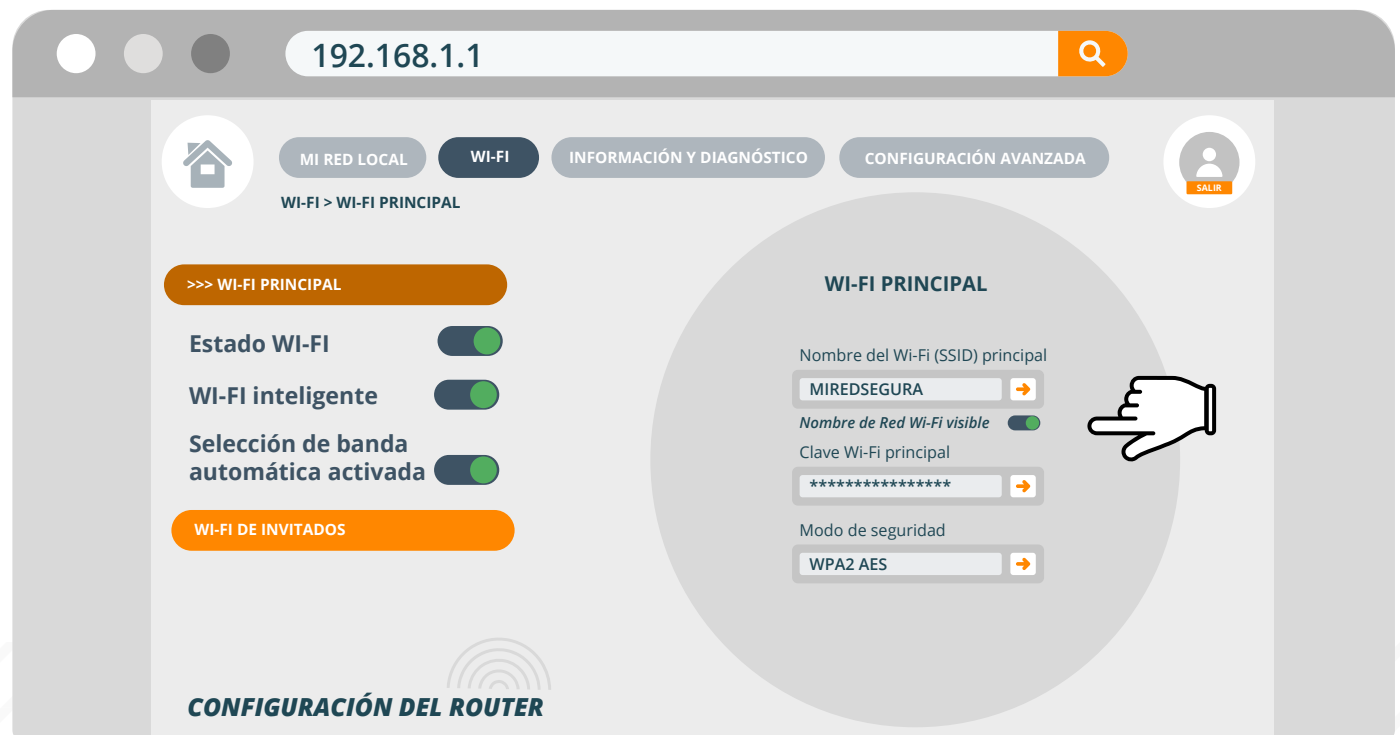 192.168.1.1
MI RED LOCAL
WI-FI
INFORMACIÓN Y DIAGNÓSTICO
CONFIGURACIÓN AVANZADA
SALIR
WI-FI > WI-FI PRINCIPAL
>>> WI-FI PRINCIPAL
Estado WI-FI
WI-FI inteligente
Selección de banda
automática activada
WI-FI DE INVITADOS
WI-FI PRINCIPAL
Nombre del Wi-Fi (SSID) principal
MIREDSEGURA
Nombre de Red Wi-Fi visible
Clave Wi-Fi principal
****************
Modo de seguridad
WPA2 AES
CONFIGURACIÓN DEL ROUTER